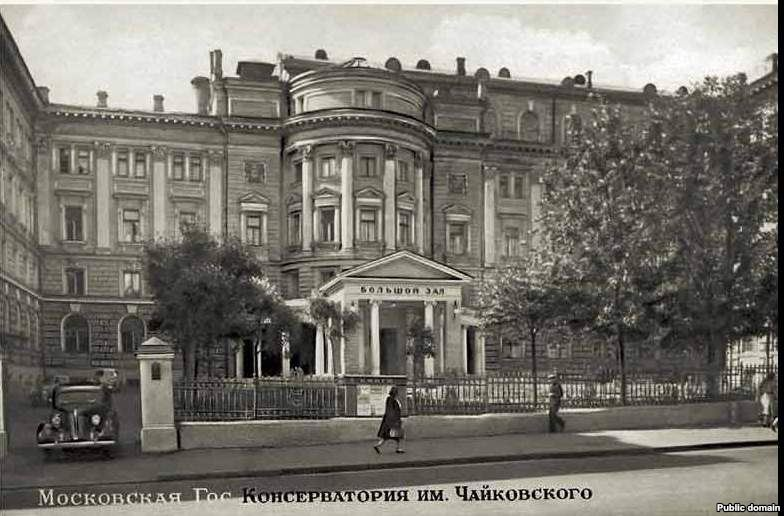 БОЛЬШОЙ ЗАЛ
Московская Гос. Консерватория им. Чайковского
Public domain